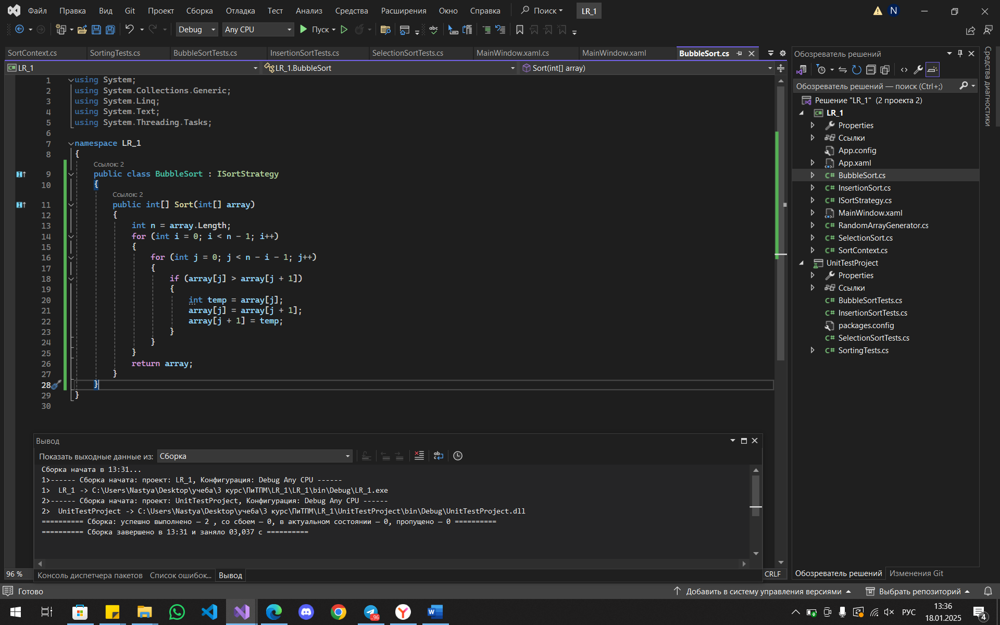 Файл Правка Вид Git Проект Сборка Отладка Тест Анализ Средства Расширения Окно Справка Поиск LR_1 N
Debug Any CPU Пуск
SortContext.cs SortingTests.cs BubbleSortTests.cs InsertionSortTests.cs SelectionSortTests.cs MainWindow.xaml.cs MainWindow.xaml BubbleSort.cs
LR_1 LR_1.BubbleSort Sort(int[] array)
1 using System;
2 using System.Collections.Generic;
3 using System.Linq;
4 using System.Text;
5 using System.Threading.Tasks;
6
7 namespace LR_1
8 {
Ссылок: 2
9 public class BubbleSort : ISortStrategy
10 {
Ссылок: 2
11 public int[] Sort(int[] array)
12 {
13 int n = array.Length;
14 for (int i = 0; i < n - 1; i++)
15 {
16 for (int j = 0; j < n - i - 1; j++)
17 {
18 if (array[j] > array[j + 1])
19 {
20 int temp = array[j];
21 array[j] = array[j + 1];
22 array[j + 1] = temp;
23 }
24 }
25 }
26 return array;
27 }
28 }
29 }
30
Вывод
Показать выходные данные из: Сборка
Сборка начата в 13:31...
1>------ Сборка начата: проект: LR_1, Конфигурация: Debug Any CPU ------
1>  LR_1 -> C:\Users\Nastya\Desktop\учеба\3 курс\ПиТПМ\LR_1\LR_1\bin\Debug\LR_1.exe
2>------ Сборка начата: проект: UnitTestProject, Конфигурация: Debug Any CPU ------
2>  UnitTestProject -> C:\Users\Nastya\Desktop\учеба\3 курс\ПиТПМ\LR_1\UnitTestProject\bin\Debug\UnitTestProject.dll
========== Сборка: успешно выполнено – 2 , со сбоем – 0, в актуальном состоянии – 0, пропущено – 0 ==========
========== Сборка завершено в 13:31 и заняло 03,037 с ==========
96 %
CRLF
Консоль диспетчера пакетов Список ошибок... Вывод
Обозреватель решений
Обозреватель решений — поиск (Ctrl+;)
Решение "LR_1" (2 проекта 2)
LR_1
Properties
Ссылки
App.config
App.xaml
BubbleSort.cs
InsertionSort.cs
ISortStrategy.cs
MainWindow.xaml
RandomArrayGenerator.cs
SelectionSort.cs
SortContext.cs
UnitTestProject
Properties
Ссылки
BubbleSortTests.cs
InsertionSortTests.cs
packages.config
SelectionSortTests.cs
SortingTests.cs
Обозреватель решений Изменения Git
Средства диагностики
Готово Добавить в систему управления версиями Выбрать репозиторий
..96
РУС
13:36
18.01.2025
4